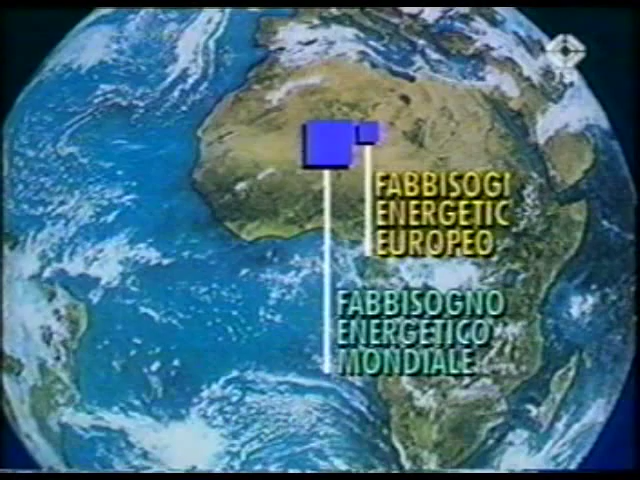 FABBISOGI
ENERGETIC
EUROPEO
FABBISOGNO
ENERGETICO
MONDIALE